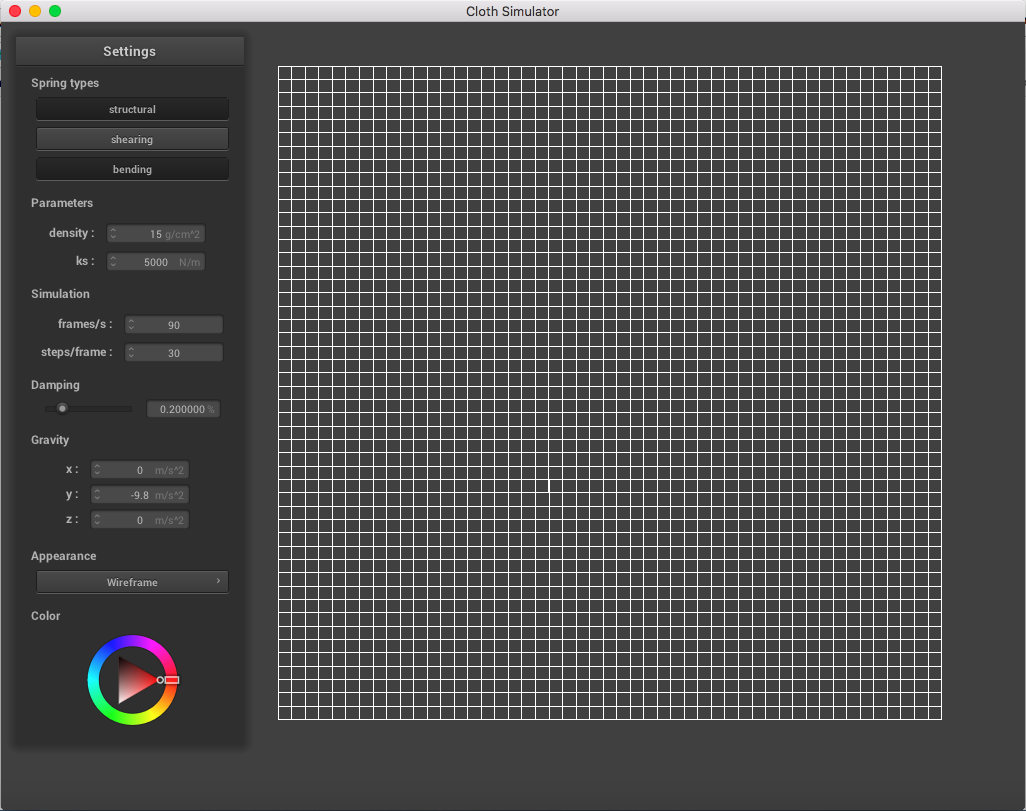 Cloth Simulator
Settings
Spring types
structural
shearing
bending
Parameters
density : 15 g/cm^2
ks : 5000 N/m
Simulation
frames/s : 90
steps/frame : 30
Damping
0.200000 %
Gravity
x : 0 m/s^2
y : -9.8 m/s^2
z : 0 m/s^2
Appearance
Wireframe
Color